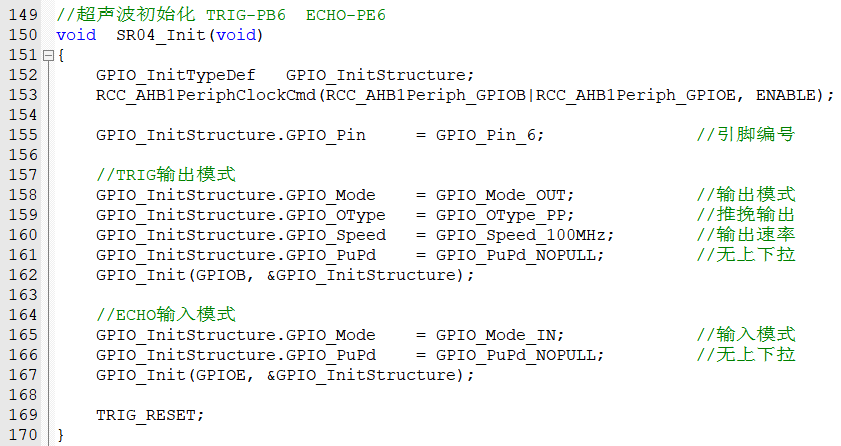 149 //超声波初始化 TRIG-PB6  ECHO-PE6
150 void  SR04_Init(void)
151 {
152     GPIO_InitTypeDef   GPIO_InitStructure;
153     RCC_AHB1PeriphClockCmd(RCC_AHB1Periph_GPIOB|RCC_AHB1Periph_GPIOE, ENABLE);
154
155     GPIO_InitStructure.GPIO_Pin     = GPIO_Pin_6;               //引脚编号
156
157     //TRIG输出模式
158     GPIO_InitStructure.GPIO_Mode    = GPIO_Mode_OUT;            //输出模式
159     GPIO_InitStructure.GPIO_OType   = GPIO_OType_PP;            //推挽输出
160     GPIO_InitStructure.GPIO_Speed   = GPIO_Speed_100MHz;        //输出速率
161     GPIO_InitStructure.GPIO_PuPd    = GPIO_PuPd_NOPULL;         //无上下拉
162     GPIO_Init(GPIOB, &GPIO_InitStructure);
163
164     //ECHO输入模式
165     GPIO_InitStructure.GPIO_Mode    = GPIO_Mode_IN;             //输入模式
166     GPIO_InitStructure.GPIO_PuPd    = GPIO_PuPd_NOPULL;         //无上下拉
167     GPIO_Init(GPIOE, &GPIO_InitStructure);
168
169     TRIG_RESET;
170 }